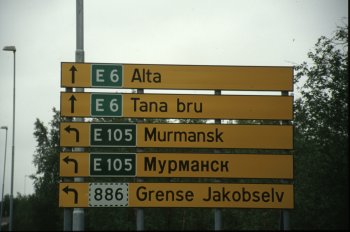 E 6 Alta
E 6 Tana bru
E 105 Murmansk
E 105 Мурманск
886 Grense Jakobselv